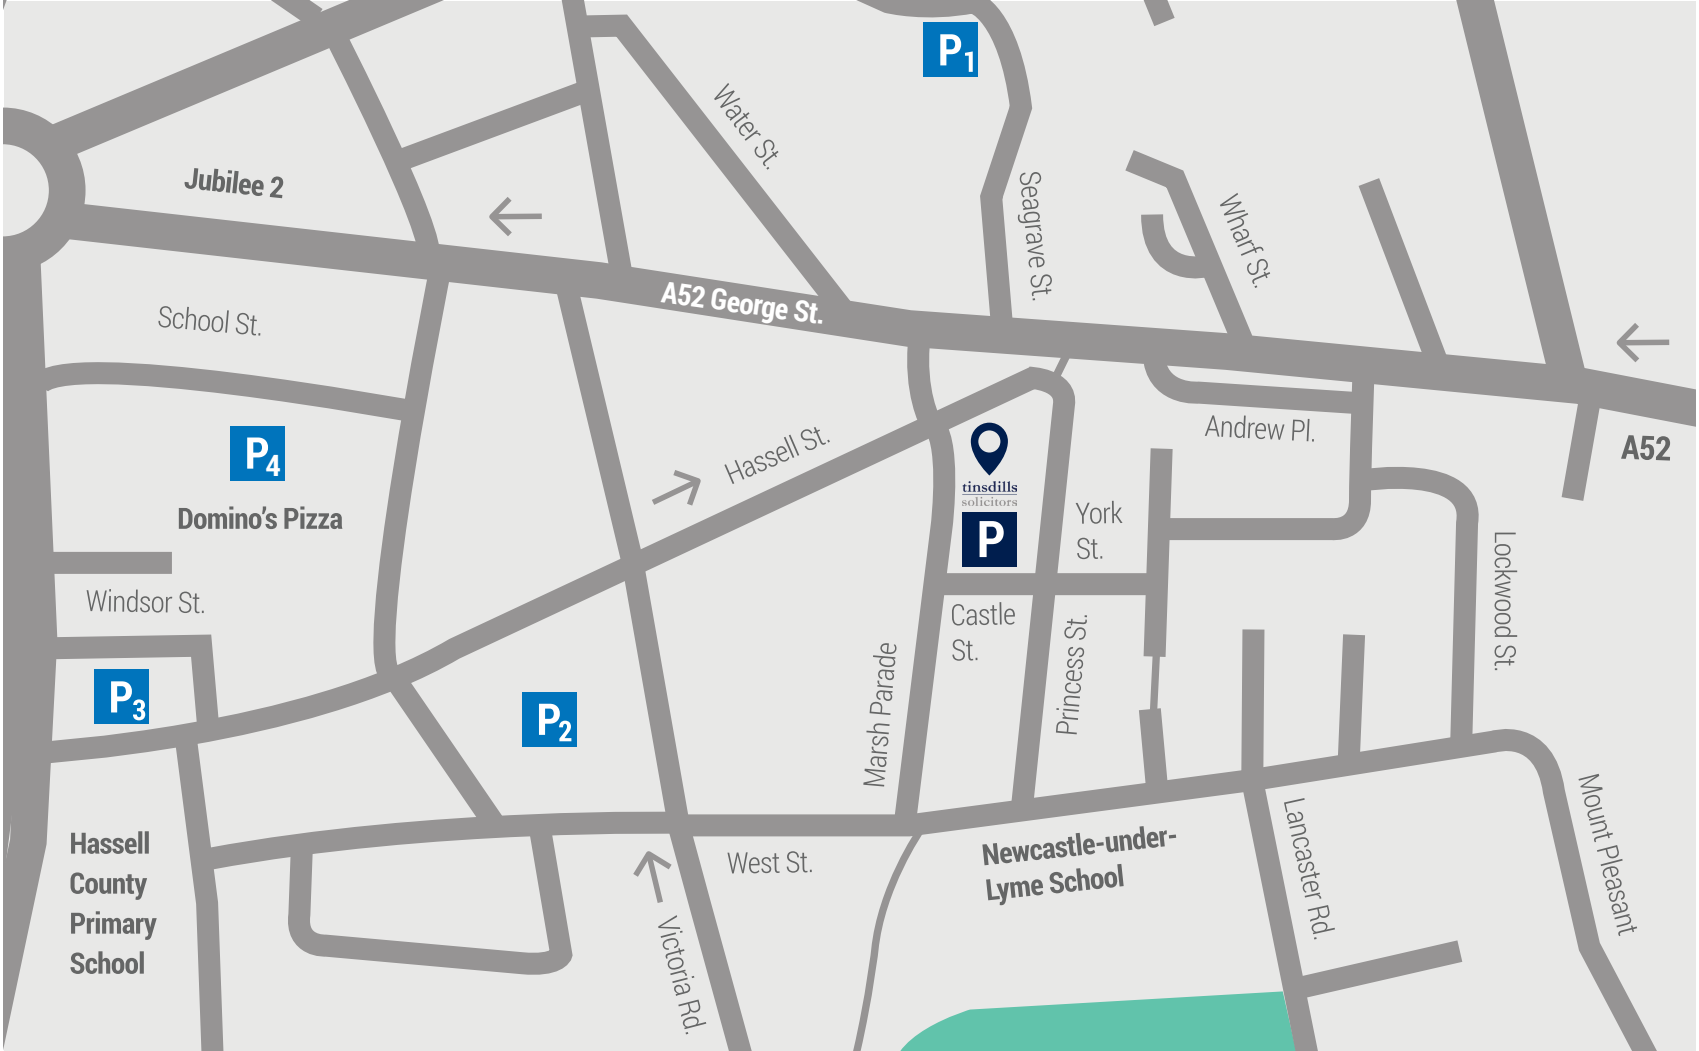 P1
Water St.
Jubilee 2
Seagrave St.
Wharf St.
A52 George St.
School St.
Andrew Pl.
A52
Hassell St.
P4
tinsdills
solicitors
P
Domino's Pizza
York
St.
Lockwood St.
Windsor St.
Castle
St.
Princess St.
Marsh Parade
P3
P2
Hassell
County
Primary
School
West St.
Newcastle-under-
Lyme School
Lancaster Rd.
Mount Pleasant
Victoria Rd.